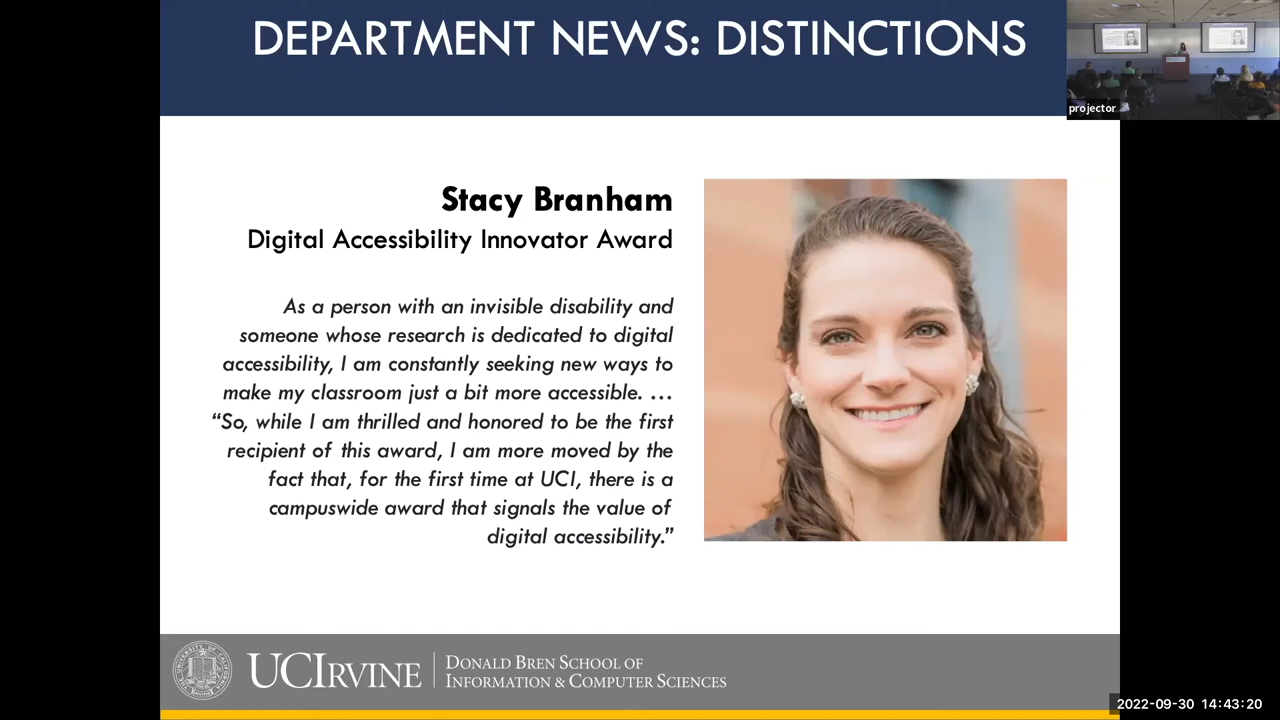 DEPARTMENT NEWS: DISTINCTIONS
projector
Stacy Branham
Digital Accessibility Innovator Award
As a person with an invisible disability and
someone whose research is dedicated to digital
accessibility, I am constantly seeking new ways to
make my classroom just a bit more accessible. …
“So, while I am thrilled and honored to be the first
recipient of this award, I am more moved by the
fact that, for the first time at UCI, there is a
campuswide award that signals the value of
digital accessibility.”
UCIRVINE
DONALD BREN SCHOOL OF
INFORMATION & COMPUTER SCIENCES
2022-09-30 14:43:20